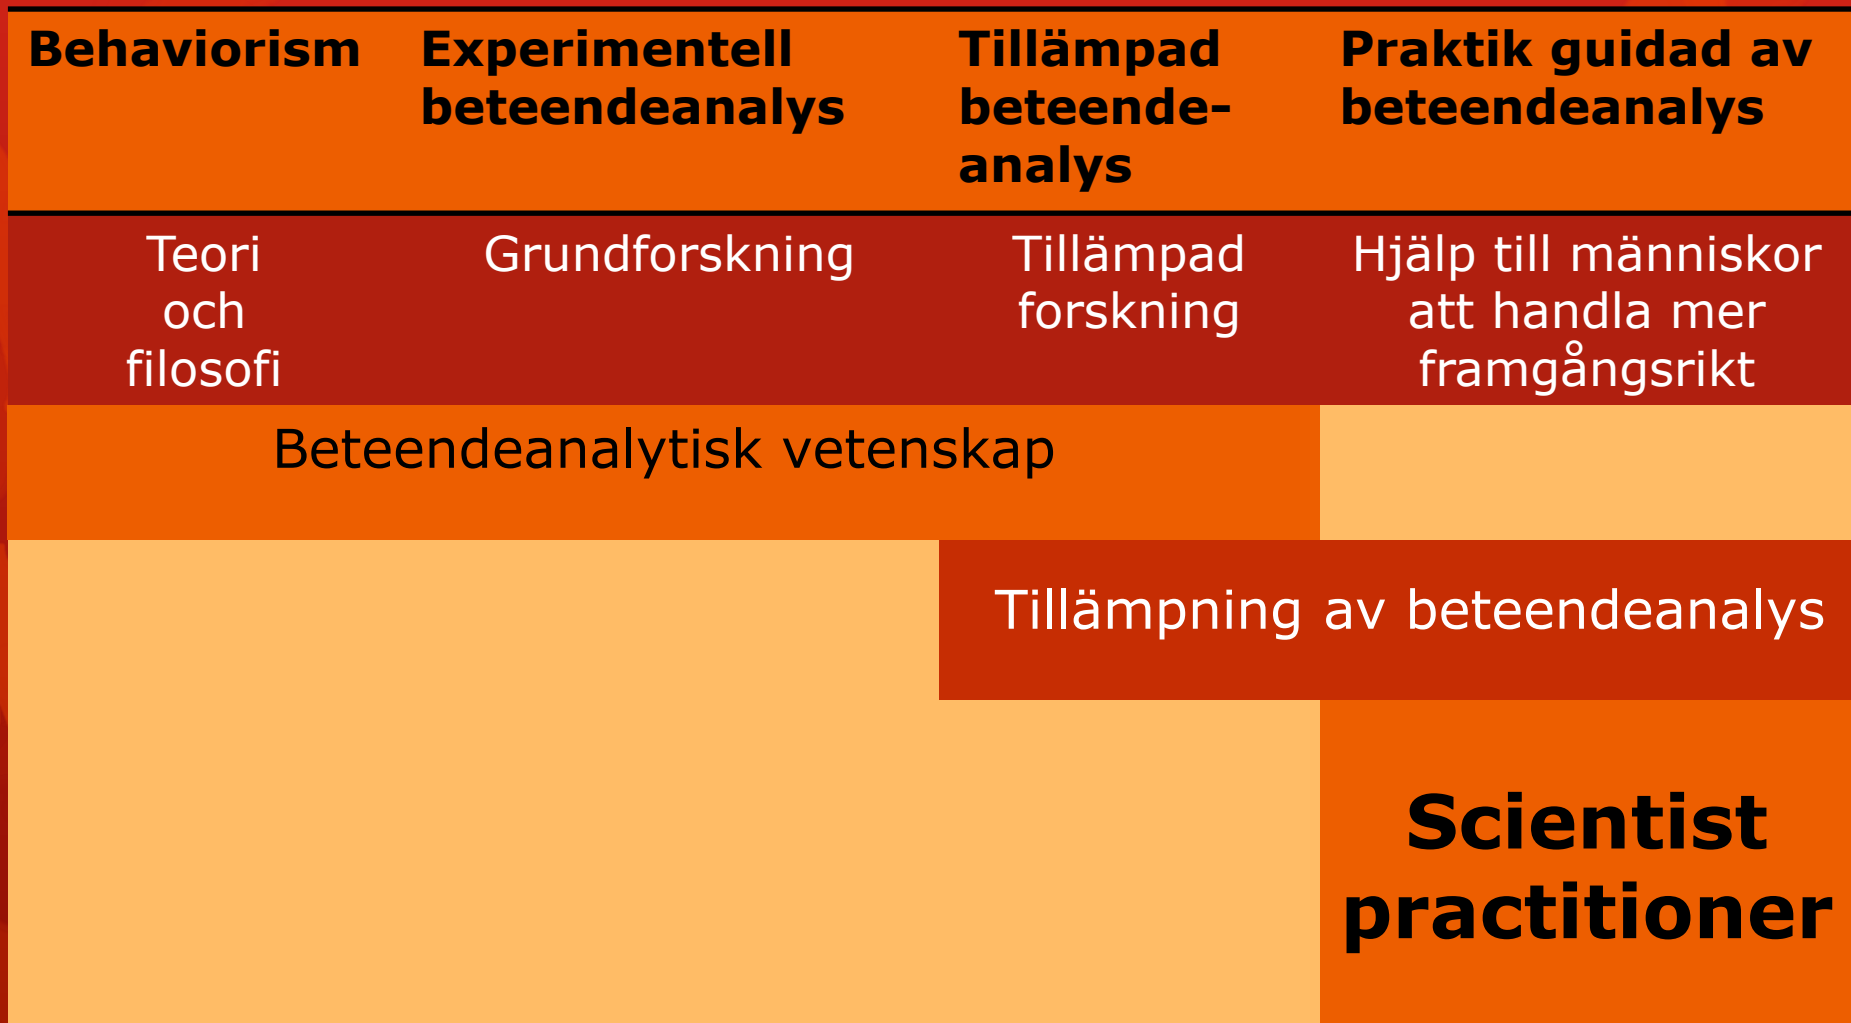 Behaviorism
Experimentell
beteendeanalys
Tillämpad
beteende-
analys
Praktik guidad av
beteendeanalys
Teori
och
filosofi
Grundforskning
Tillämpad
forskning
Hjälp till människor
att handla mer
framgångsrikt
Beteendeanalytisk vetenskap
Tillämpning av beteendeanalys
Scientist
practitioner